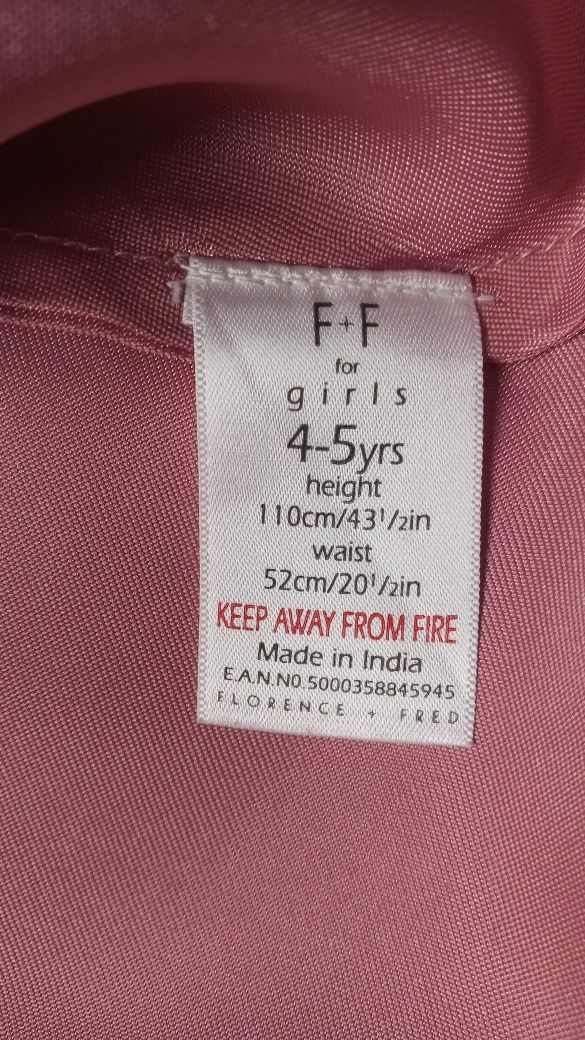 F+F
for
girls
4-5yrs
height
110cm/43¹/2in
waist
52cm/20¹/2in
KEEP AWAY FROM FIRE
Made in India
E.A.N.NO.5000358845945
FLORENCE + FRED